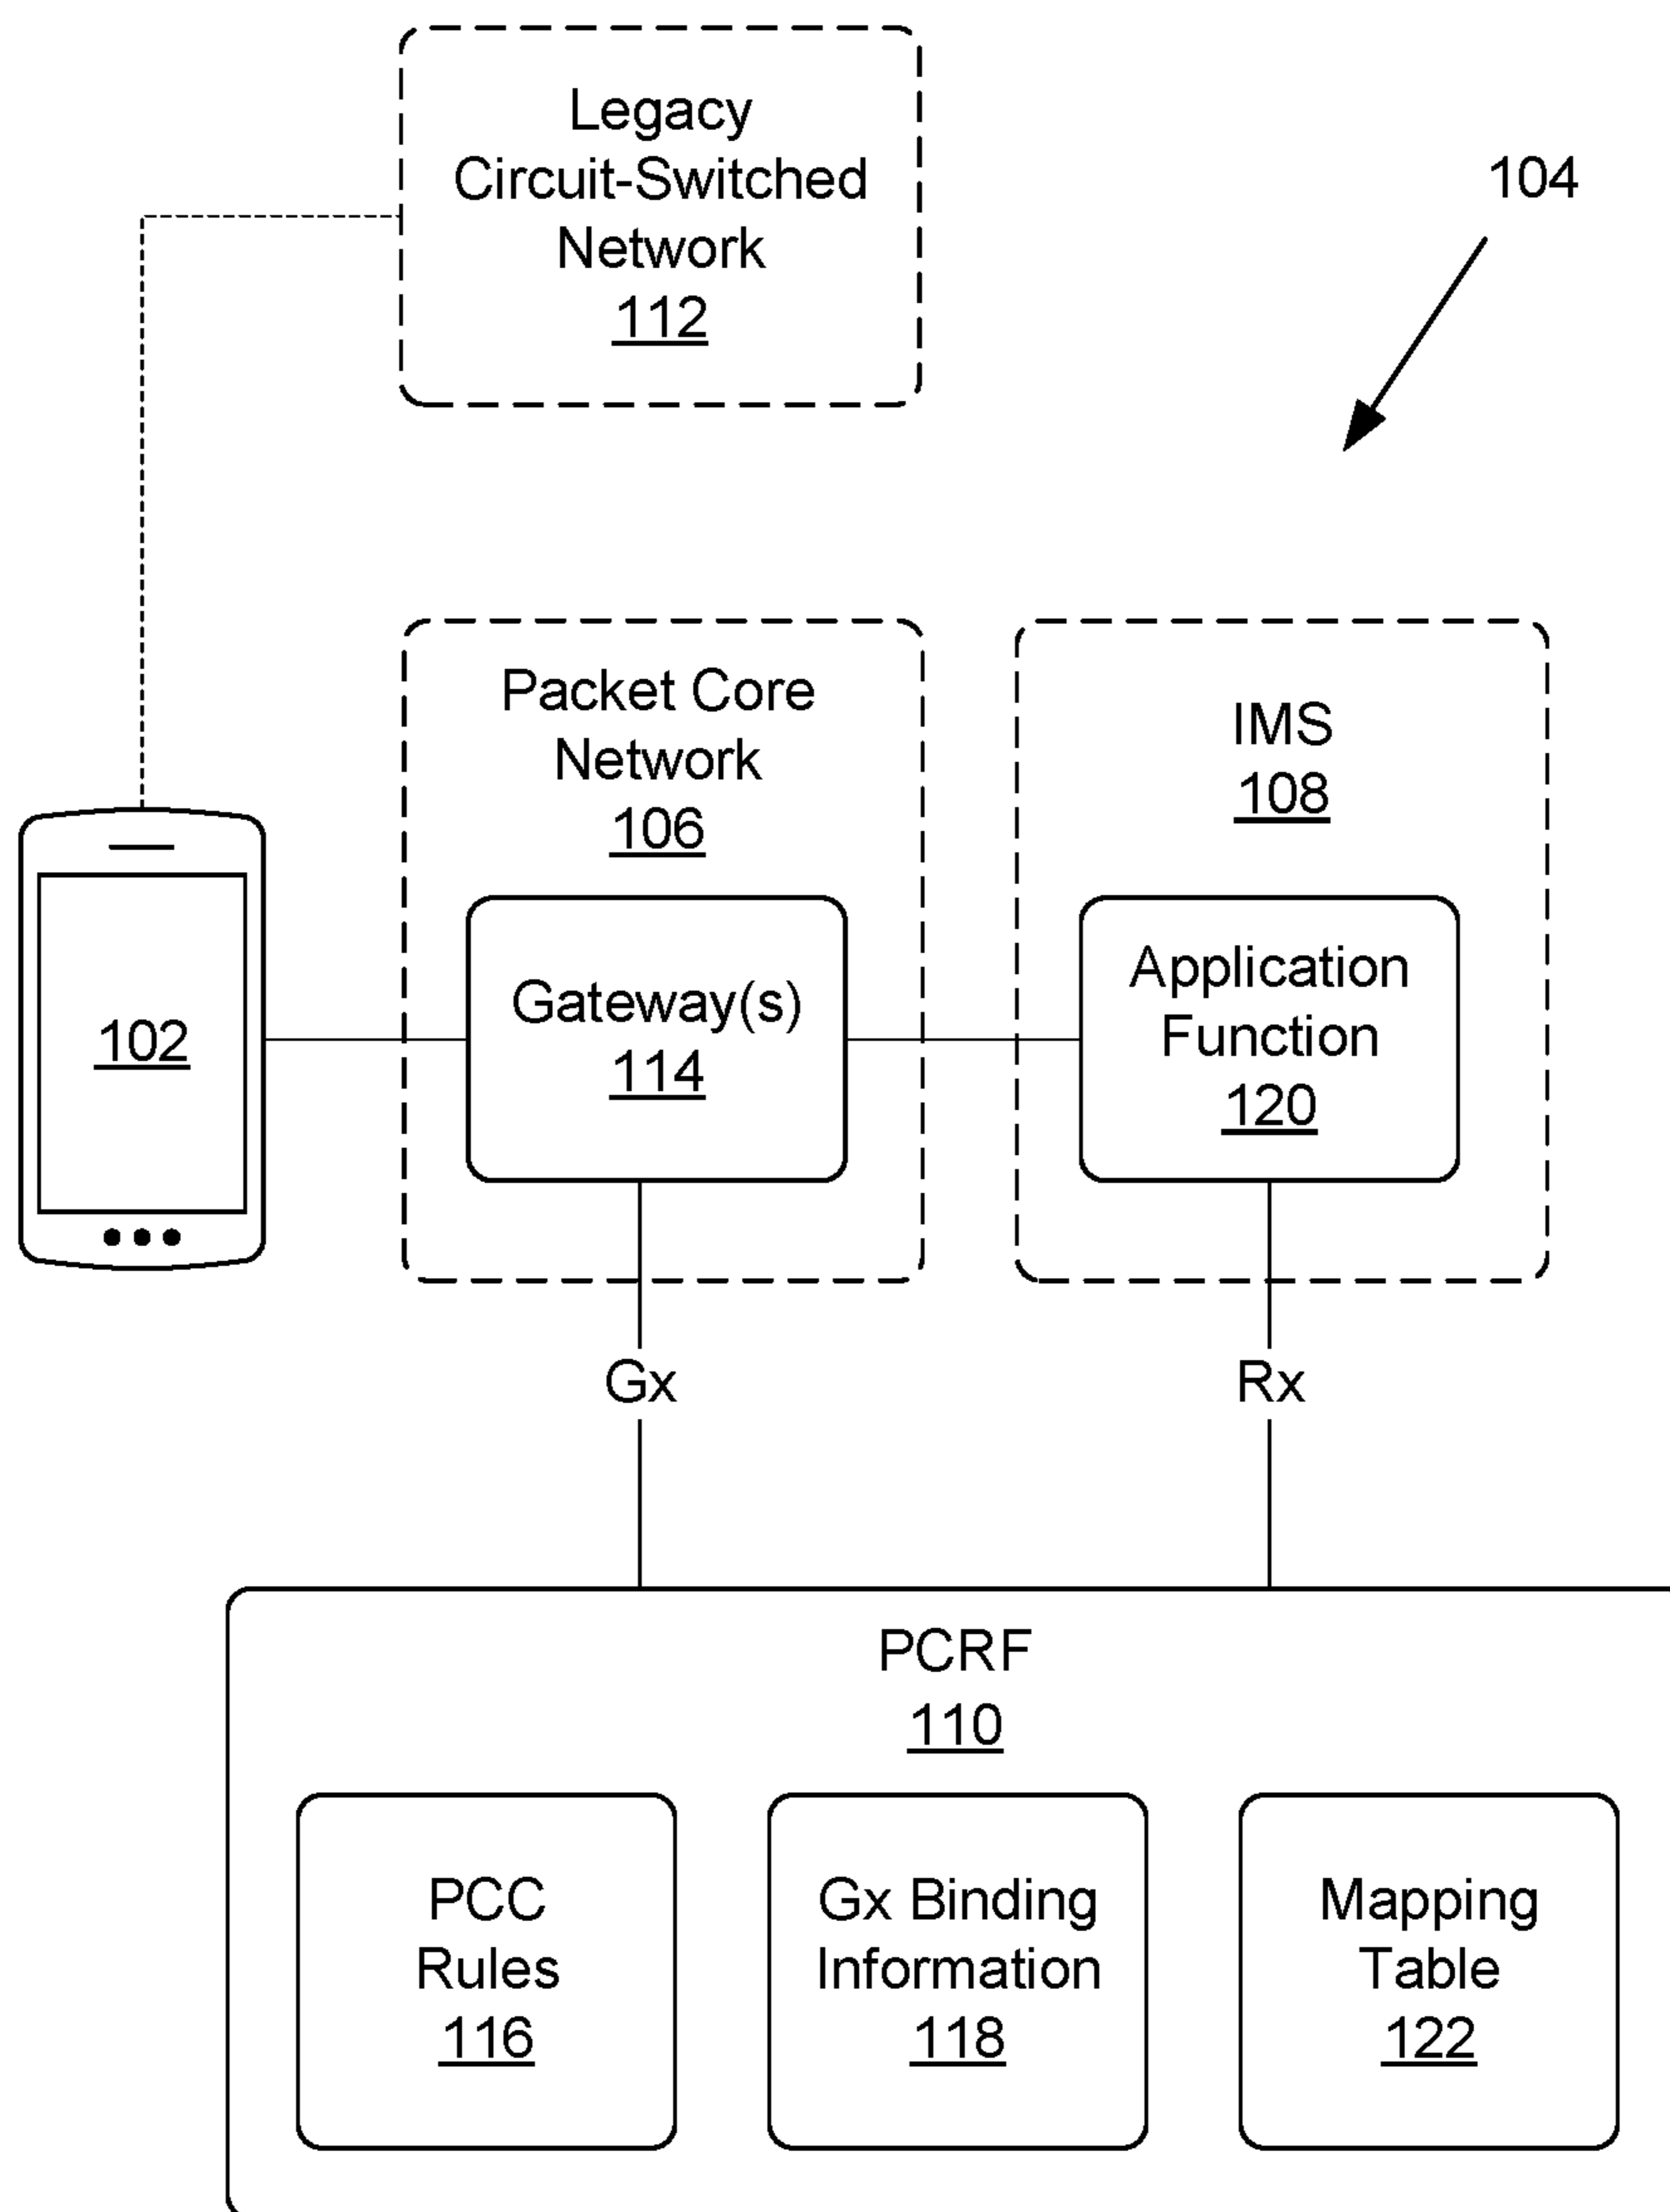 Legacy
Circuit-Switched
Network
112
104
Packet Core
Network
106
IMS
108
102
Gateway(s)
114
Application
Function
120
Gx
Rx
PCRF
110
PCC
Rules
116
Gx Binding
Information
118
Mapping
Table
122